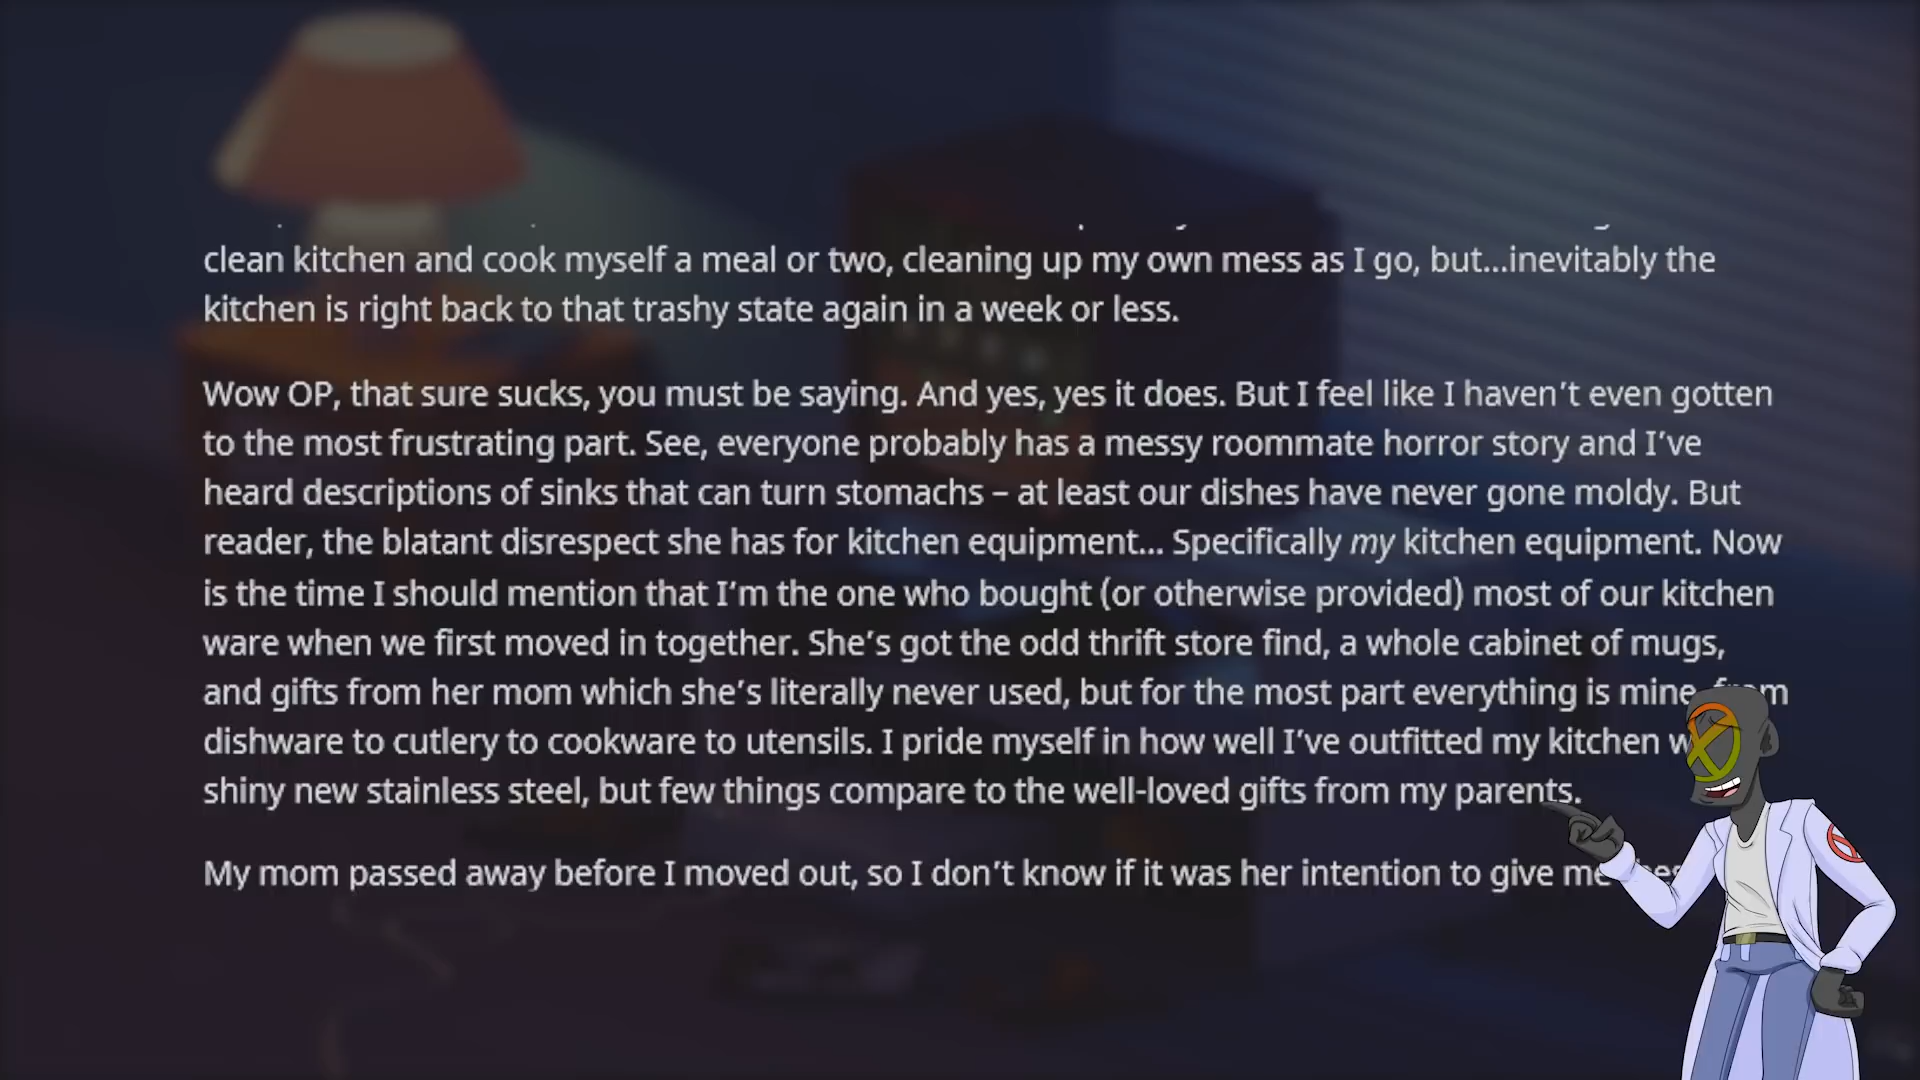 clean kitchen and cook myself a meal or two, cleaning up my own mess as I go, but...inevitably the
kitchen is right back to that trashy state again in a week or less.
Wow OP, that sure sucks, you must be saying. And yes, yes it does. But I feel like I haven't even gotten
to the most frustrating part. See, everyone probably has a messy roommate horror story and I've
heard descriptions of sinks that can turn stomachs – at least our dishes have never gone moldy. But
reader, the blatant disrespect she has for kitchen equipment... Specifically my kitchen equipment. Now
is the time I should mention that I'm the one who bought (or otherwise provided) most of our kitchen
ware when we first moved in together. She's got the odd thrift store find, a whole cabinet of mugs,
and gifts from her mom which she's literally never used, but for the most part everything is mine, from
dishware to cutlery to cookware to utensils. I pride myself in how well I've outfitted my kitchen
shiny new stainless steel, but few things compare to the well-loved gifts from my parents.
My mom passed away before I moved out, so I don't know if it was her intention to give me